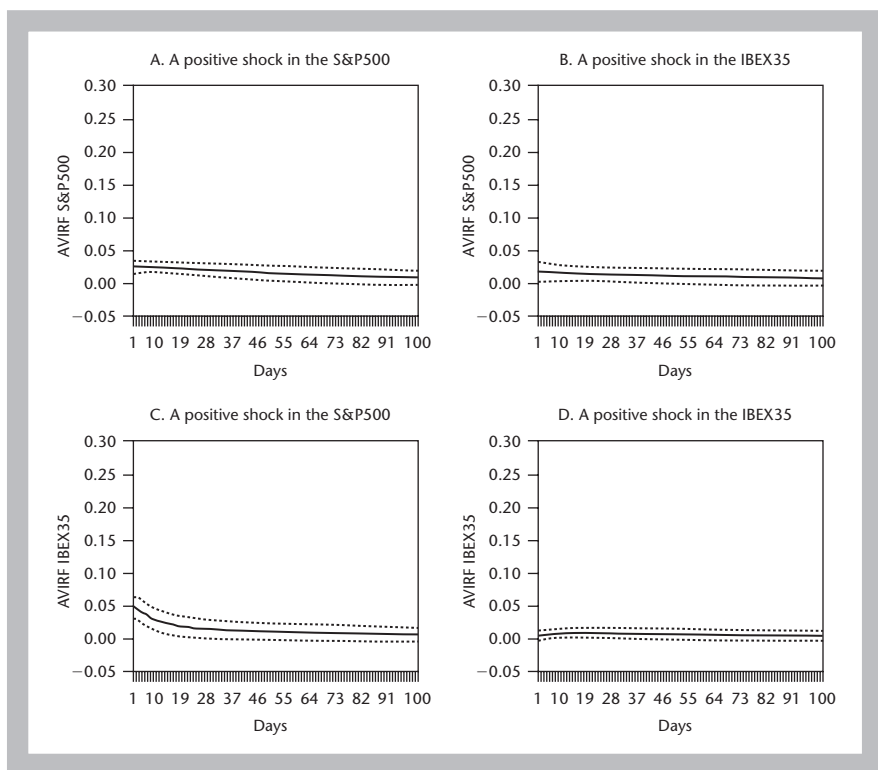 A. A positive shock in the S&P500
0.30
0.25
0.20
0.15
0.10
0.05
0.00
−0.05
AVIRF S&P500
1 10 19 28 37 46 55 64 73 82 91 100
Days
B. A positive shock in the IBEX35
0.30
0.25
0.20
0.15
0.10
0.05
0.00
−0.05
AVIRF S&P500
1 10 19 28 37 46 55 64 73 82 91 100
Days
C. A positive shock in the S&P500
0.30
0.25
0.20
0.15
0.10
0.05
0.00
−0.05
AVIRF IBEX35
1 10 19 28 37 46 55 64 73 82 91 100
Days
D. A positive shock in the IBEX35
0.30
0.25
0.20
0.15
0.10
0.05
0.00
−0.05
AVIRF IBEX35
1 10 19 28 37 46 55 64 73 82 91 100
Days